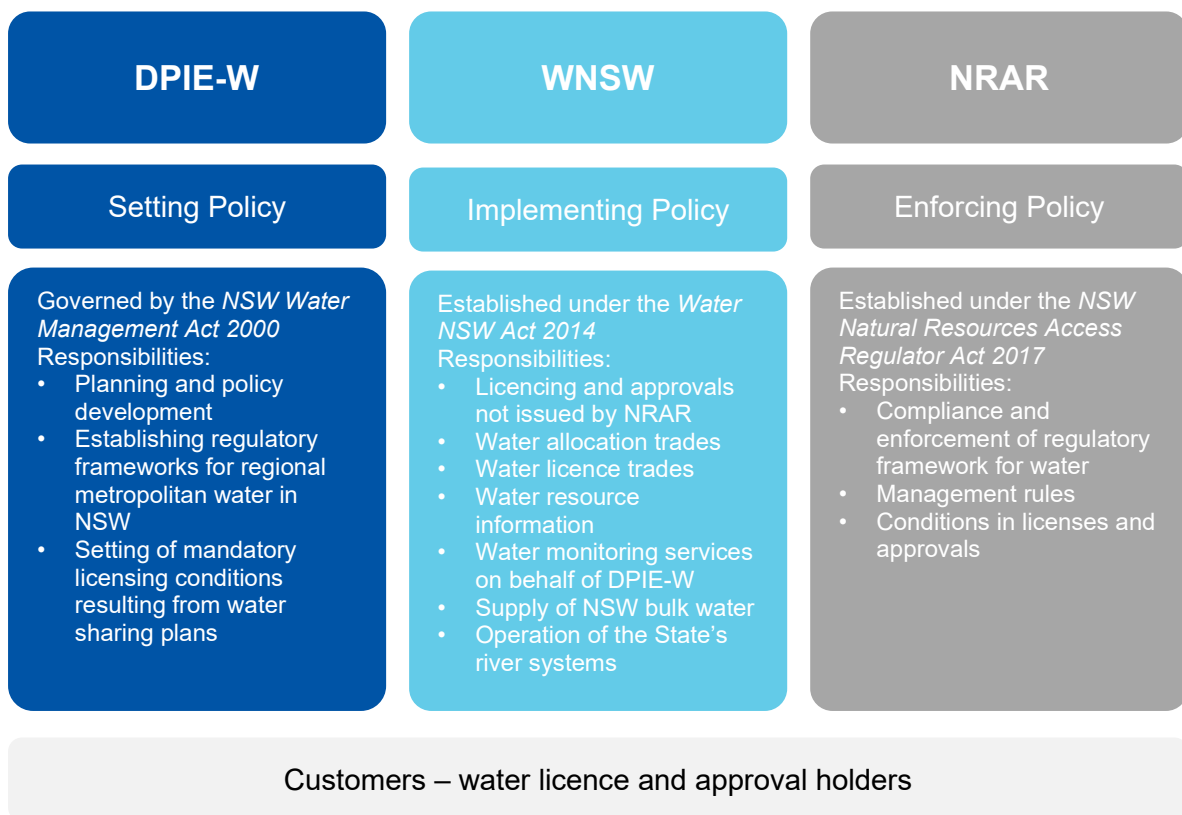 DPIE-W
WNSW
NRAR
Setting Policy
Implementing Policy
Enforcing Policy
Governed by the NSW Water
Management Act 2000
Responsibilities:
• Planning and policy
development
• Establishing regulatory
frameworks for regional
metropolitan water in
NSW
• Setting of mandatory
licensing conditions
resulting from water
sharing plans
Established under the Water
NSW Act 2014
Responsibilities:
• Licencing and approvals
not issued by NRAR
• Water allocation trades
• Water licence trades
• Water resource
information
• Water monitoring services
on behalf of DPIE-W
• Supply of NSW bulk water
• Operation of the State’s
river systems
Established under the NSW
Natural Resources Access
Regulator Act 2017
Responsibilities:
• Compliance and
enforcement of regulatory
framework for water
• Management rules
• Conditions in licenses and
approvals
Customers – water licence and approval holders